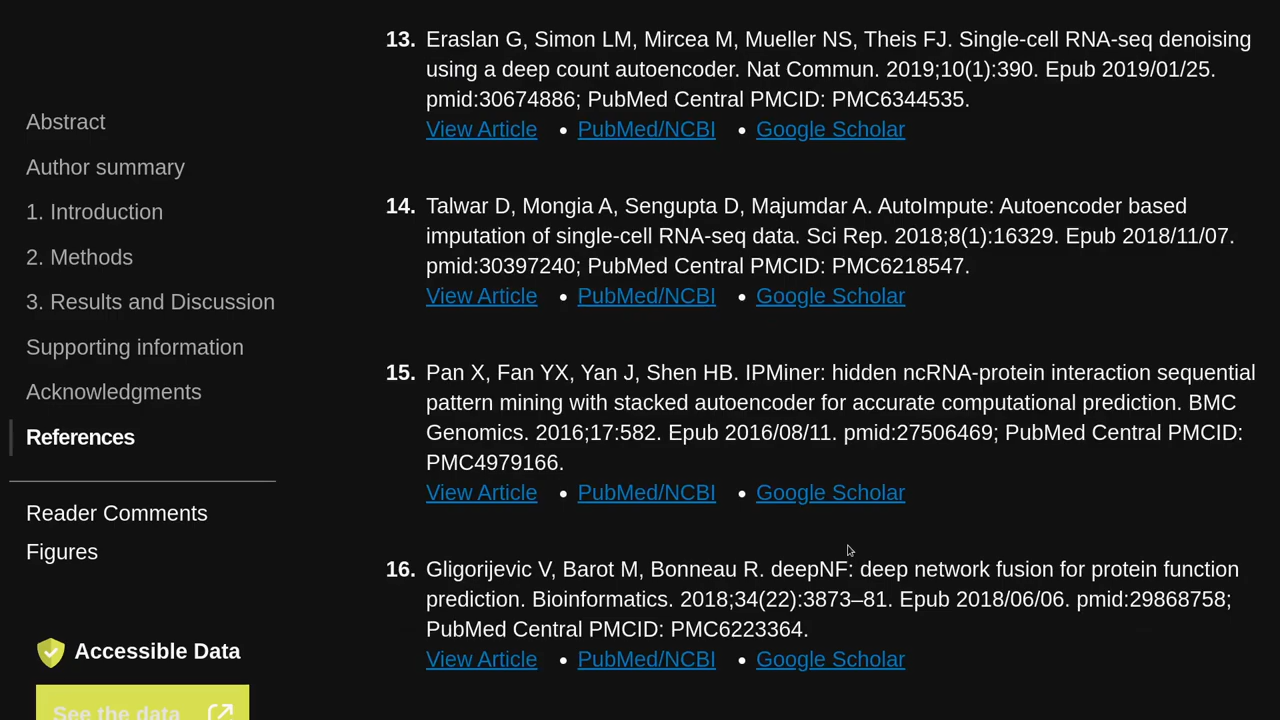 Abstract
Author summary
1. Introduction
2. Methods
3. Results and Discussion
Supporting information
Acknowledgments
References
Reader Comments
Figures
Accessible Data
See the data
13. Eraslan G, Simon LM, Mircea M, Mueller NS, Theis FJ. Single-cell RNA-seq denoising
using a deep count autoencoder. Nat Commun. 2019;10(1):390. Epub 2019/01/25.
pmid:30674886; PubMed Central PMCID: PMC6344535.
View Article • PubMed/NCBI • Google Scholar
14. Talwar D, Mongia A, Sengupta D, Majumdar A. AutoImpute: Autoencoder based
imputation of single-cell RNA-seq data. Sci Rep. 2018;8(1):16329. Epub 2018/11/07.
pmid:30397240; PubMed Central PMCID: PMC6218547.
View Article • PubMed/NCBI • Google Scholar
15. Pan X, Fan YX, Yan J, Shen HB. IPMiner: hidden ncRNA-protein interaction sequential
pattern mining with stacked autoencoder for accurate computational prediction. BMC
Genomics. 2016;17:582. Epub 2016/08/11. pmid:27506469; PubMed Central PMCID:
PMC4979166.
View Article • PubMed/NCBI • Google Scholar
16. Gligorijevic V, Barot M, Bonneau R. deepNF: deep network fusion for protein function
prediction. Bioinformatics. 2018;34(22):3873–81. Epub 2018/06/06. pmid:29868758;
PubMed Central PMCID: PMC6223364.
View Article • PubMed/NCBI • Google Scholar